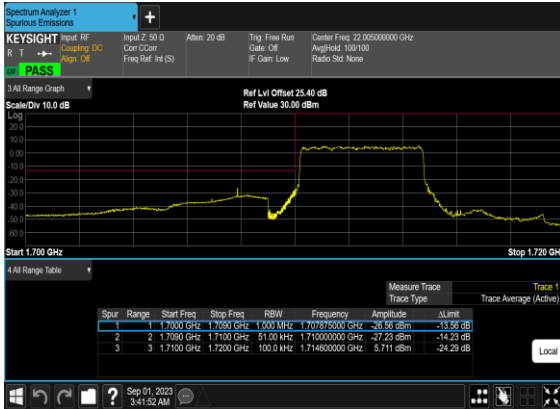 Spectrum Analyzer 1
Spurious Emissions
+
KEYSIGHT
R T
LXI
PASS
Input: RF
Coupling: DC
Align: Off
Input Z: 50 Ω
Corr CCorr
Freq Ref: Int (S)
Atten: 20 dB
Trig: Free Run
Gate: Off
IF Gain: Low
Center Freq: 22.005000000 GHz
Avg|Hold: 100/100
Radio Std: None
3 All Range Graph
Ref Lvl Offset 25.40 dB
Scale/Div 10.0 dB
Ref Value 30.00 dBm
Log
20.0
10.0
0.00
-10.0
-20.0
-30.0
-40.0
-50.0
-60.0
Start 1.700 GHz
Stop 1.720 GH
4 All Range Table
Measure Trace Trace 1
Trace Type Trace Average (Active)
Spur Range Start Freq Stop Freq RBW Frequency Amplitude ΔLimit
1 1 1.7000 GHz 1.7090 GHz 1.000 MHz 1.707875000 GHz -26.56 dBm -13.56 dB
2 2 1.7090 GHz 1.7100 GHz 51.00 kHz 1.710000000 GHz -27.23 dBm -14.23 dB
3 3 1.7100 GHz 1.7200 GHz 100.0 kHz 1.714600000 GHz 5.711 dBm -24.29 dB
Local
?
Sep 01, 2023
3:41:52 AM